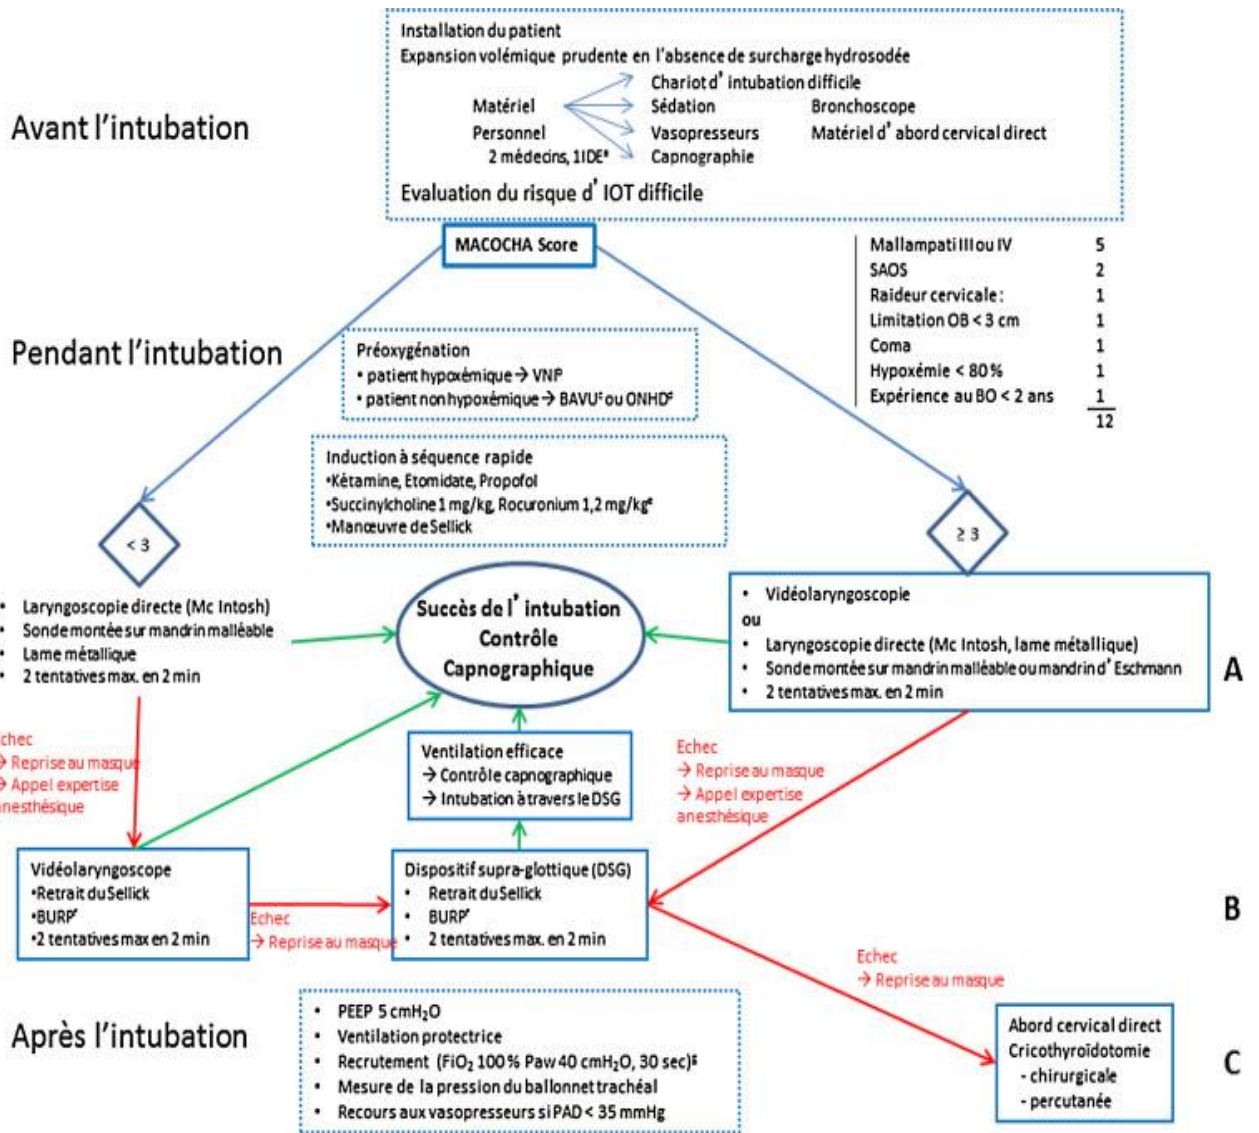 Installation du patient
Expansion volémique prudente en l'absence de surcharge hydrosodée
Chariot d'intubation difficile
Matériel Sédation Bronchoscope
Avant l'intubation
Personnel Vasopresseurs Matériel d'abord cervical direct
2 médecins, 1IDE Capnographie
Evaluation du risque d'IOT difficile
MACOCHA Score
Mallampati III ou IV 5
SAOS 2
Raideur cervicale : 1
Limitation OB < 3 cm 1
Coma 1
Hypoxémie < 80 % 1
Expérience au BO < 2 ans 1
12
Pendant l'intubation
Préoxygénation
• patient hypoxémique → VNI
• patient non hypoxémique → BAVU ou ONHD
Induction à séquence rapide
•Kétamine, Etomidate, Propofol
•Succinylcholine 1 mg/kg, Rocuronium 1,2 mg/kg
•Manœuvre de Sellick
< 3
≥ 3
• Laryngoscopie directe (Mc Intosh)
• Sonde montée sur mandrin malléable
• Lame métallique
• 2 tentatives max. en 2 min
Succès de l'intubation
Contrôle
Capnographique
• Vidéolaryngoscopie
ou
• Laryngoscopie directe (Mc Intosh, lame métallique)
• Sonde montée sur mandrin malléable ou mandrin d'Eschmann
• 2 tentatives max. en 2 min
A
Echec
→ Reprise au masque
→ Appel expertise
anesthésique
Ventilation efficace
→ Contrôle capnographique
→ Intubation à travers le DSG
Echec
→ Reprise au masque
→ Appel expertise
anesthésique
Vidéolaryngoscope
•Retrait du Sellick
•BURP
•2 tentatives max en 2 min
Echec
→ Reprise au masque
Dispositif supra-glottique (DSG)
• Retrait du Sellick
• BURP
• 2 tentatives max. en 2 min
B
Echec
→ Reprise au masque
Après l'intubation
• PEEP 5 cmH₂O
• Ventilation protectrice
• Recrutement (FiO₂ 100 % Paw 40 cmH₂O, 30 sec)
• Mesure de la pression du ballonnet trachéal
• Recours aux vasopresseurs si PAD < 35 mmHg
Abord cervical direct
Cricothyroïdotomie
- chirurgicale
- percutanée
C